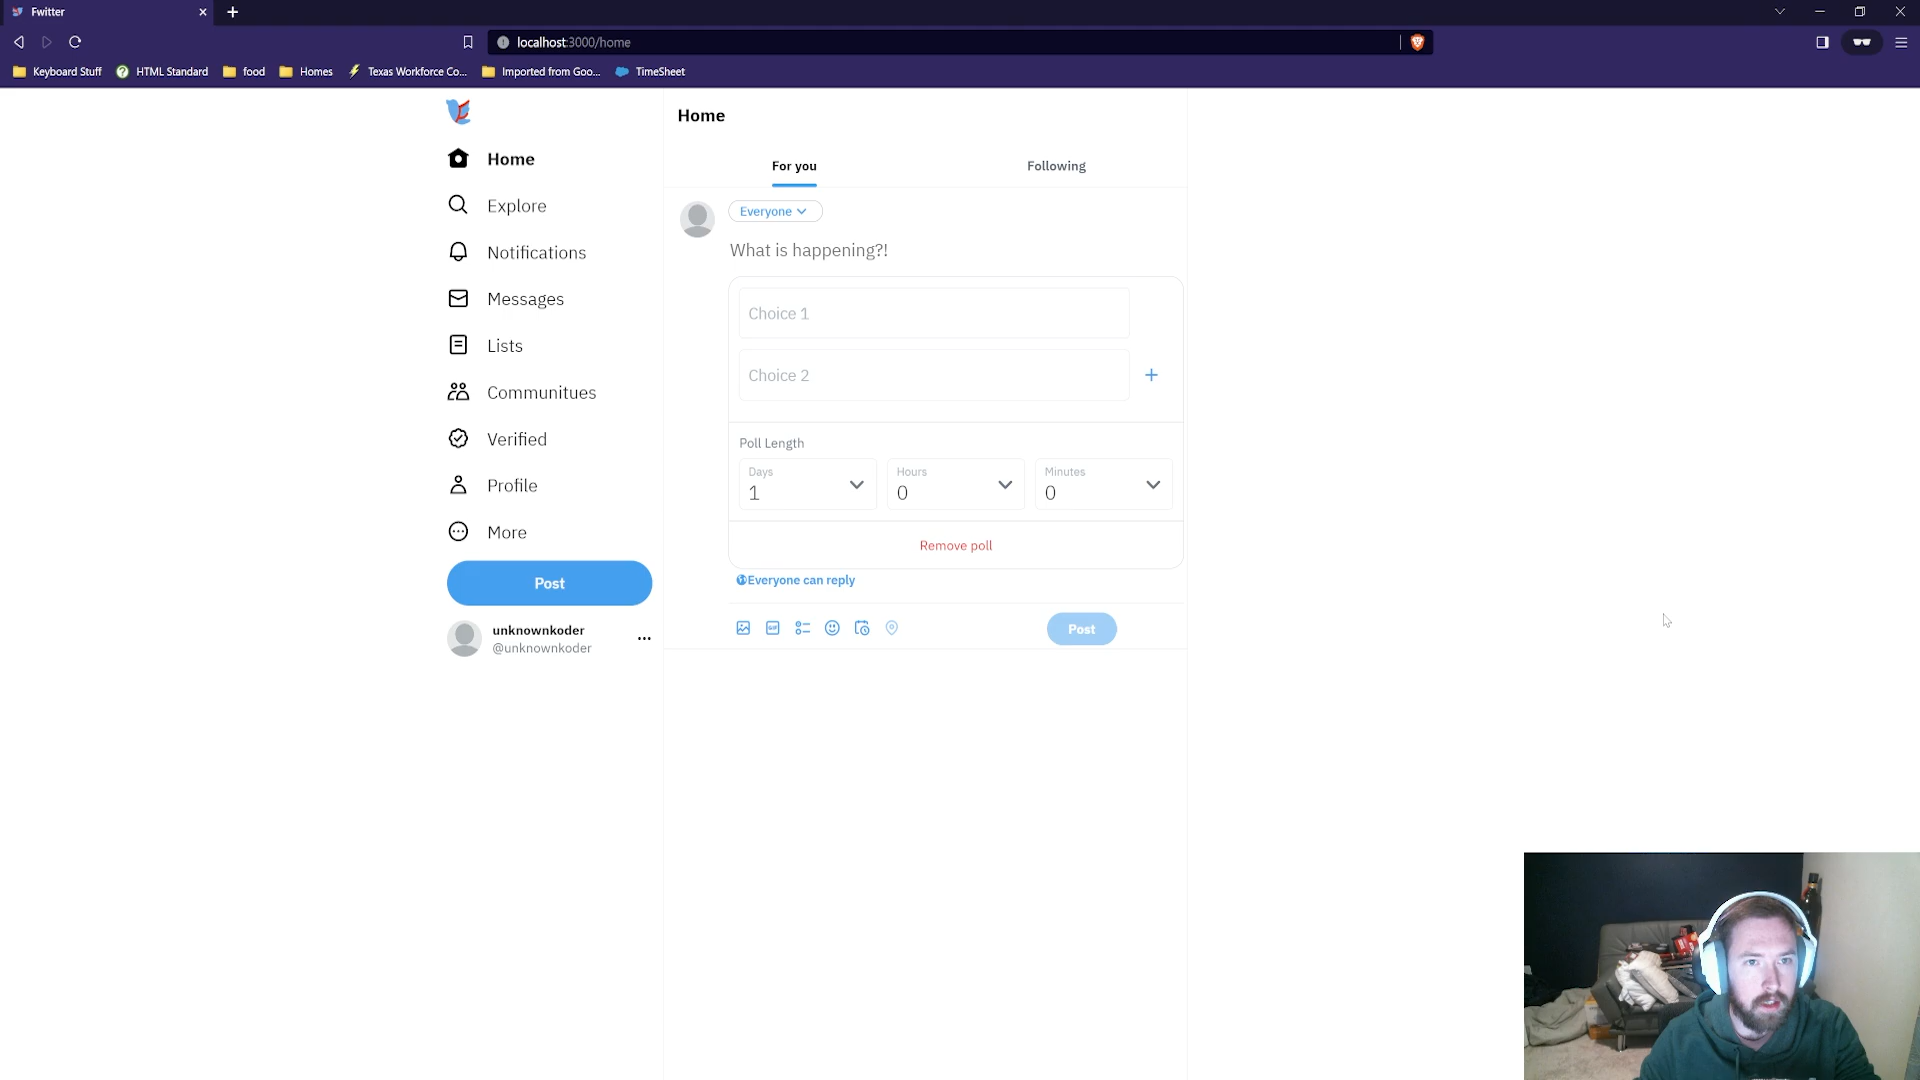 Fwitter
localhost:3000/home
Keyboard Stuff
HTML Standard
food
Homes
Texas Workforce Co...
Imported from Goo...
TimeSheet
Home
Explore
Notifications
Messages
Lists
Communitues
Verified
Profile
More
Post
unknownkoder
@unknownkoder
Home
For you
Following
Everyone
What is happening?!
Choice 1
Choice 2
Poll Length
Days
1
Hours
0
Minutes
0
Remove poll
Everyone can reply
GIF
Post